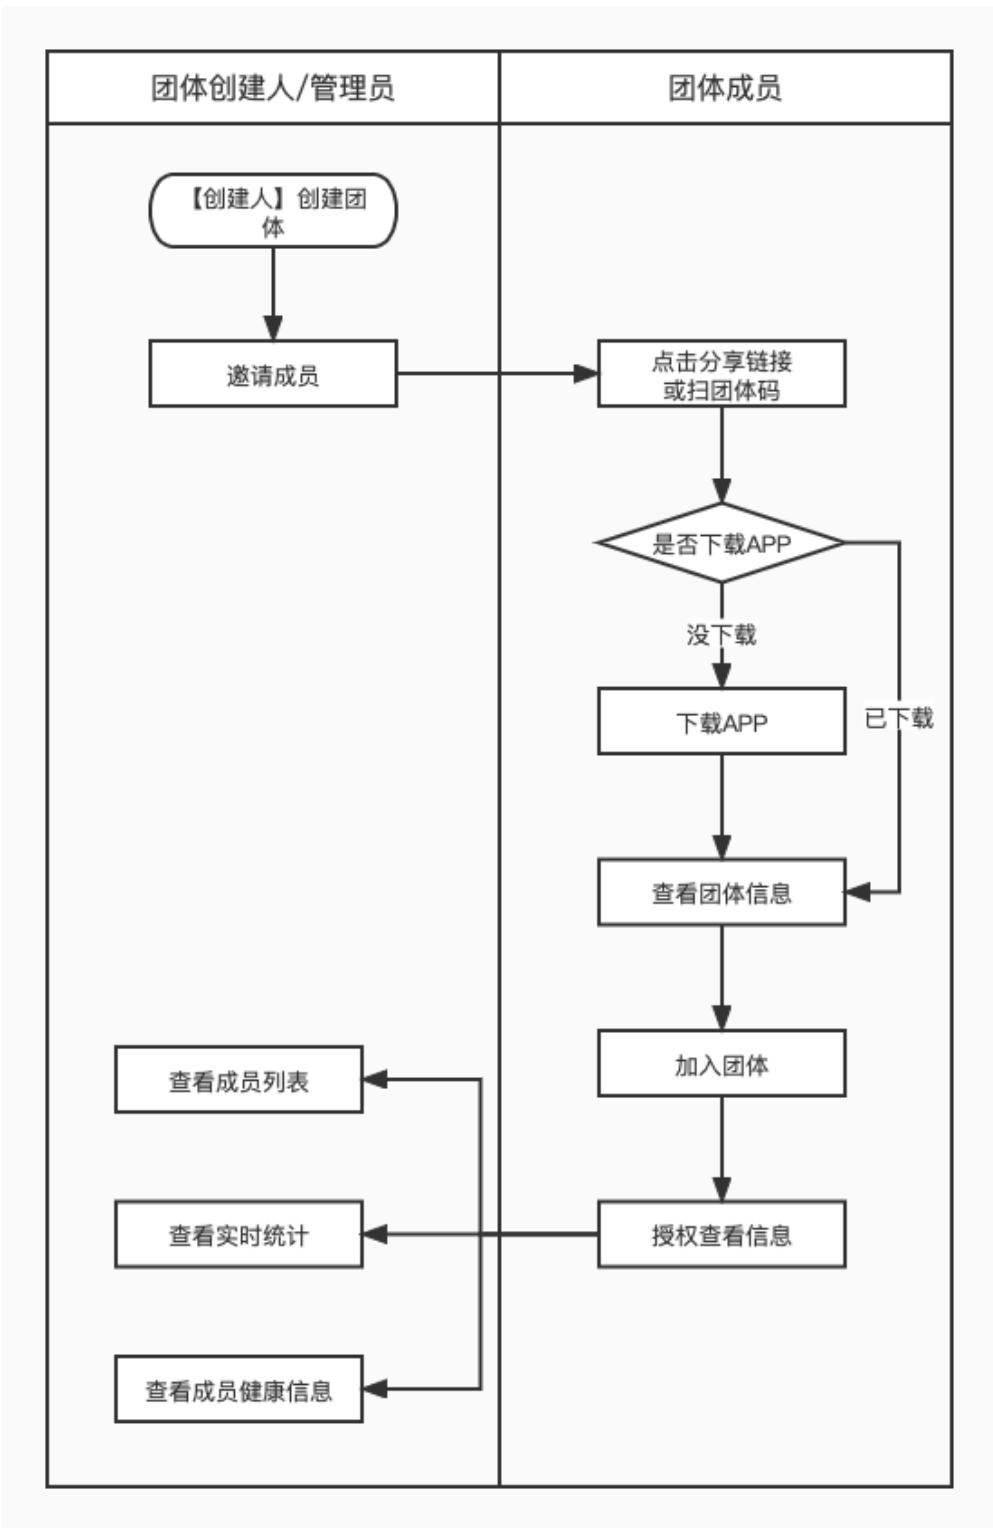 团体创建人/管理员
团体成员
【创建人】创建团
体
邀请成员
点击分享链接
或扫团体码
是否下载APP
没下载
下载APP
已下载
查看团体信息
加入团体
查看成员列表
查看实时统计
授权查看信息
查看成员健康信息